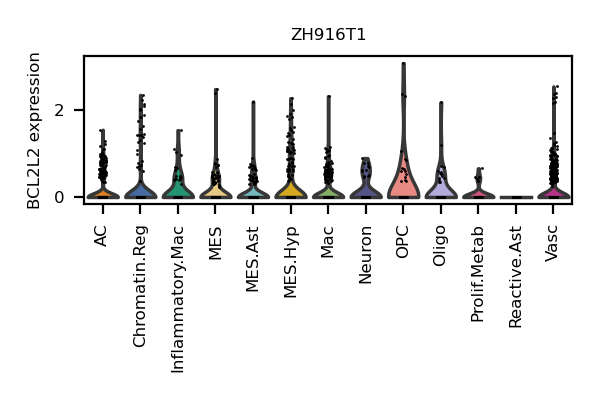 ZH916T1
BCL2L2 expression
2
0
AC
Chromatin.Reg
Inflammatory.Mac
MES
MES.Ast
MES.Hyp
Mac
Neuron
OPC
Oligo
Prolif.Metab
Reactive.Ast
Vasc